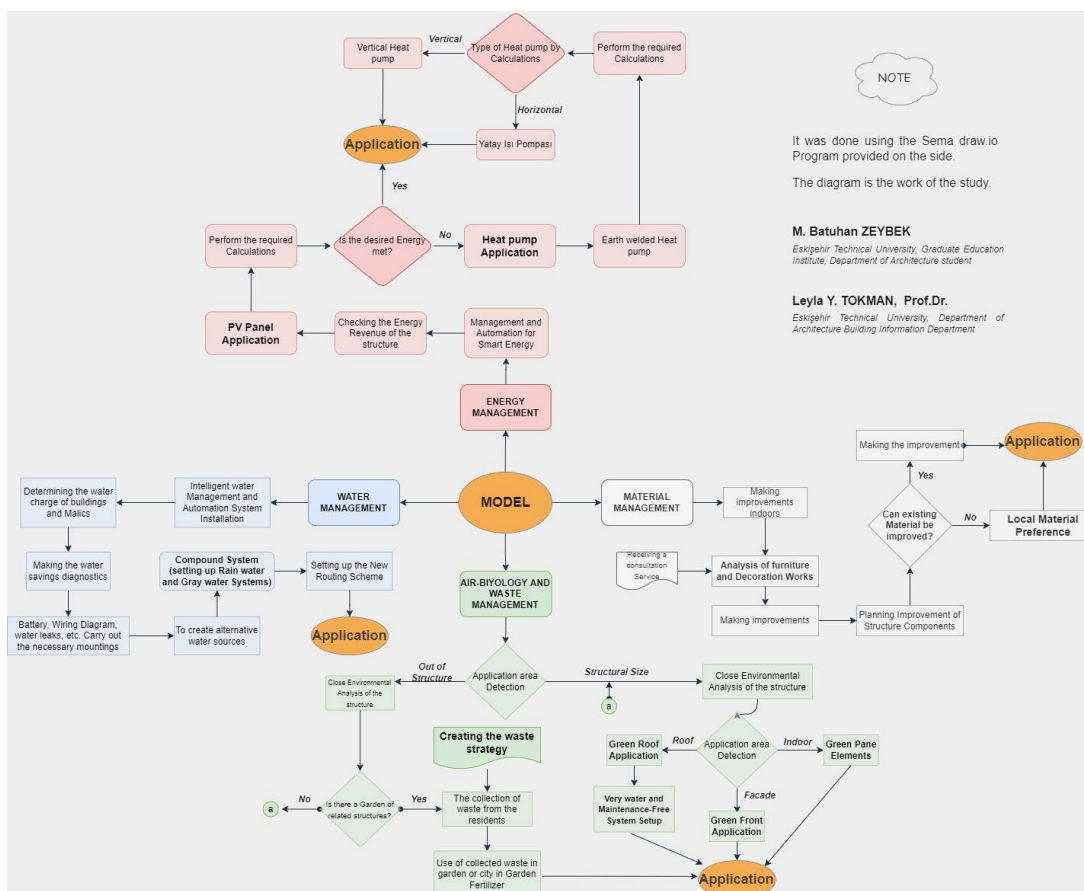 Vertical Heat
pump
Vertical
Type of Heat pump by
Calculations
Perform the required
Calculations
Horizontal
Application
Yatay Isı Pompası
Yes
Perform the required
Calculations
Is the desired Energy
met?
No
Heat pump
Application
Earth welded Heat
pump
PV Panel
Application
Checking the Energy
Revenue of the
structure
Management and
Automation for
Smart Energy
ENERGY
MANAGEMENT
NOTE
It was done using the Sema draw.io
Program provided on the side.
The diagram is the work of the study.
M. Batuhan ZEYBEK
Eskişehir Technical University, Graduate Education
Institute, Department of Architecture student
Leyla Y. TOKMAN, Prof.Dr.
Eskişehir Technical University, Department of
Architecture Building Information Department
MODEL
WATER
MANAGEMENT
Intelligent water
Management and
Automation System
Installation
Determining the water
charge of buildings
and Malics
Making the water
savings diagnostics
Battery, Wiring Diagram,
water leaks, etc. Carry out
the necessary mountings
To create alternative
water sources
Compound System
(setting up Rain water
and Gray water Systems)
Setting up the New
Routing Scheme
Application
MATERIAL
MANAGEMENT
Making
improvements
indoors
Receiving a
consultation
Service
Analysis of furniture
and Decoration Works
Making improvements
Planning Improvement of
Structure Components
Can existing
Material be
improved?
Yes
Making the improvement
No
Local Material
Preference
Application
AIR-BIYOLOGY AND
WASTE
MANAGEMENT
Application area
Detection
Out of
Structure
Close Environmental
Analysis of the
structure
Structural Size
a
Close Environmental
Analysis of the structure
Creating the waste
strategy
Is there a Garden of
related structures?
No
a
Yes
The collection of
waste from the
residents
Use of collected waste in
garden or city in Garden
Fertilizer
A
Application area
Detection
Roof
Green Roof
Application
Very water and
Maintenance-Free
System Setup
Indoor
Green Pane
Elements
Facade
Green Front
Application
Application